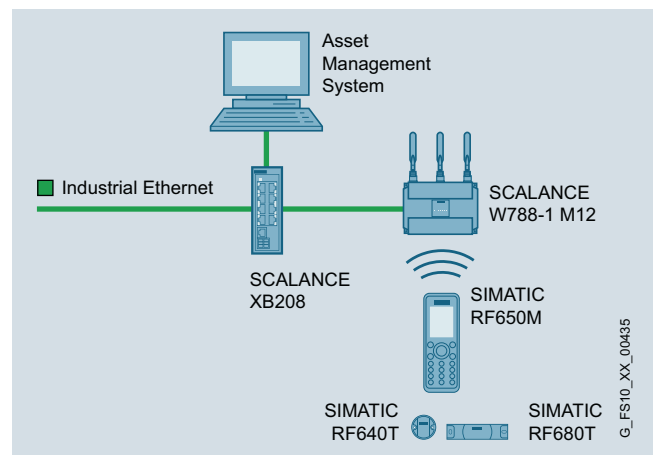 Asset
Management
System
Industrial Ethernet
SCALANCE
W788-1 M12
SCALANCE
XB208
SIMATIC
RF650M
SIMATIC
RF640T
SIMATIC
RF680T
G_FS10_XX_00435